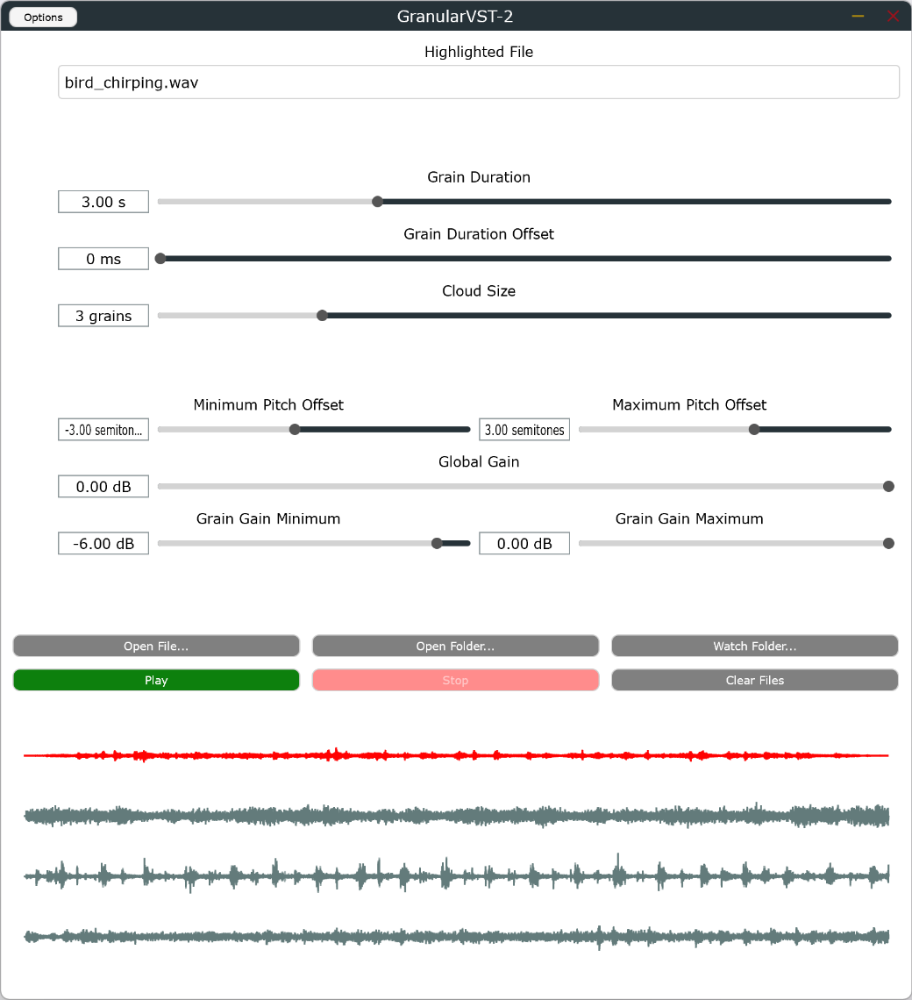 Options
GranularVST-2
Highlighted File
bird_chirping.wav
Grain Duration
3.00 s
Grain Duration Offset
0 ms
Cloud Size
3 grains
Minimum Pitch Offset
Maximum Pitch Offset
-3.00 semiton...
3.00 semitones
Global Gain
0.00 dB
Grain Gain Minimum
Grain Gain Maximum
-6.00 dB
0.00 dB
Open File...
Open Folder...
Watch Folder...
Play
Stop
Clear Files